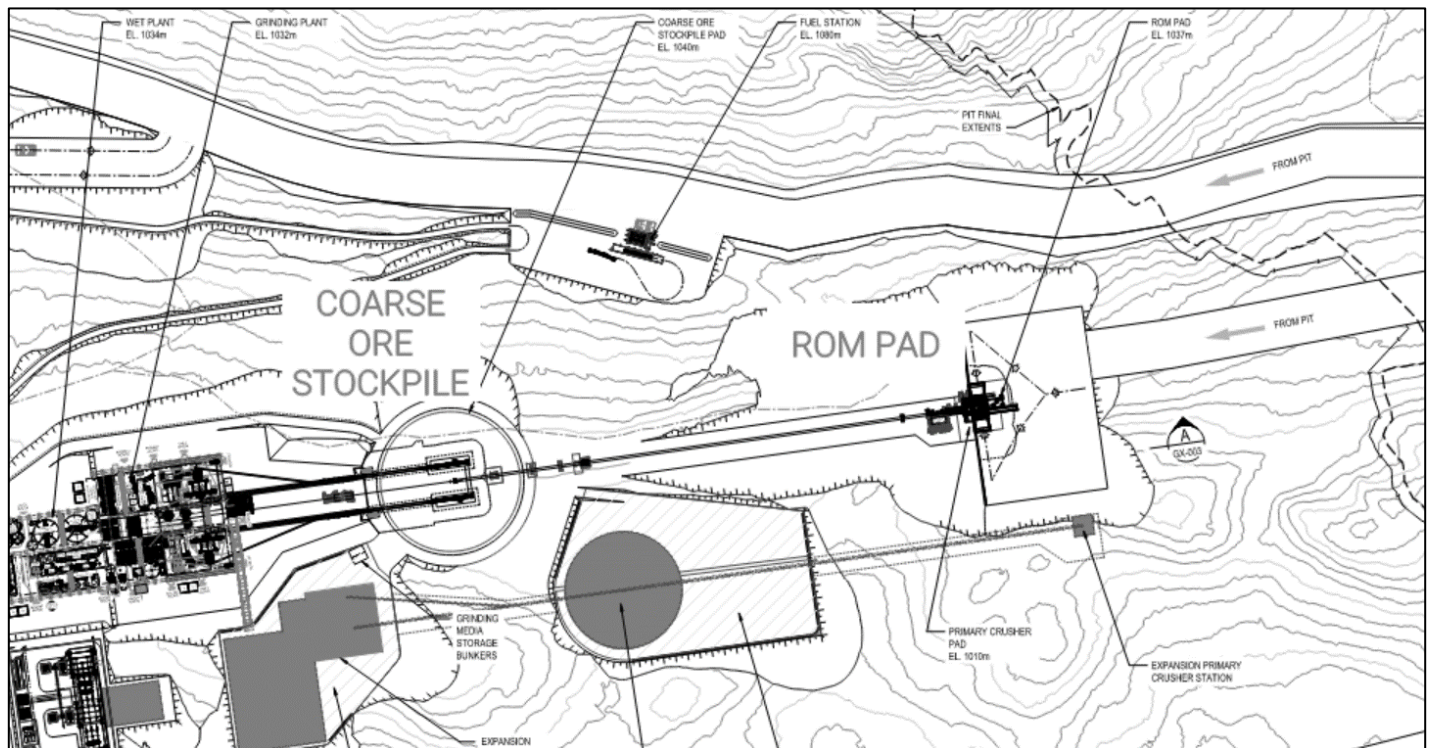 WET PLANT
EL. 1034m
GRINDING PLANT
EL. 1032m
COARSE ORE
STOCKPILE PAD
EL. 1040m
FUEL STATION
EL. 1080m
ROM PAD
EL. 1037m
PIT FINAL
EXTENTS
FROM PIT
COARSE
ORE
STOCKPILE
ROM PAD
FROM PIT
A
GX-003
GRINDING
MEDIA
STORAGE
BUNKERS
PRIMARY CRUSHER
PAD
EL. 1010m
EXPANSION PRIMARY
CRUSHER STATION
EXPANSION